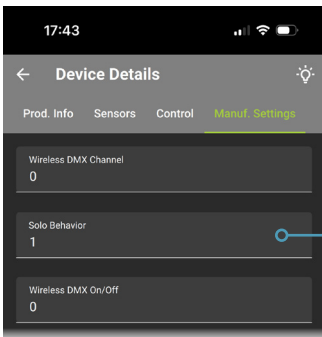 17:43
Device Details
Prod. Info Sensors Control Manuf. Settings
Wireless DMX Channel
0
Solo Behavior
1
Wireless DMX On/Off
0